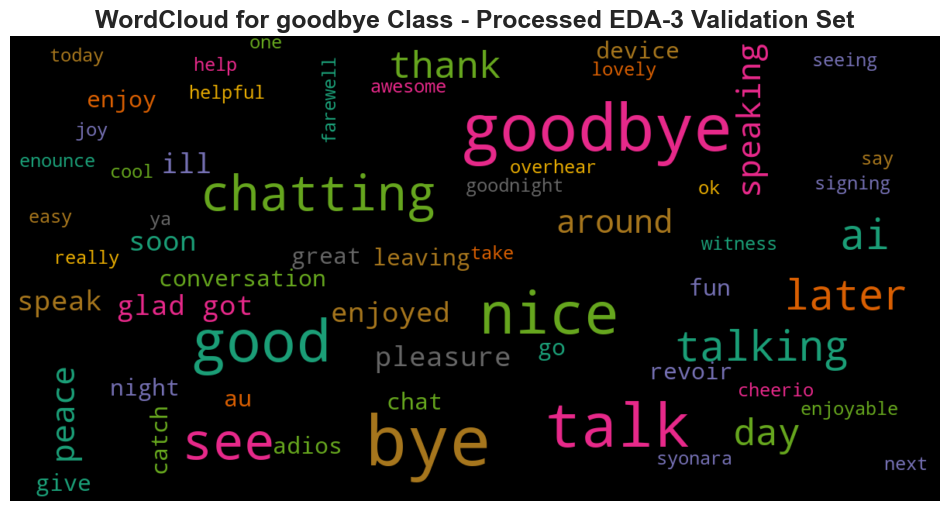 WordCloud for goodbye Class - Processed EDA-3 Validation Set
today
one
help
thank
device
lovely
speaking
seeing
enjoy
helpful
farewell
awesome
goodbye
joy
enounce
cool
ill
chatting
overhear
goodnight
ok
say
signing
easy
ya
soon
around
witness
ai
really
great
leaving
take
conversation
speak
glad got
enjoyed
nice
fun
later
good
pleasure
go
talking
revoir
peace
night
au
chat
cheerio
enjoyable
catch
see
adios
bye
talk
day
syonara
next
give